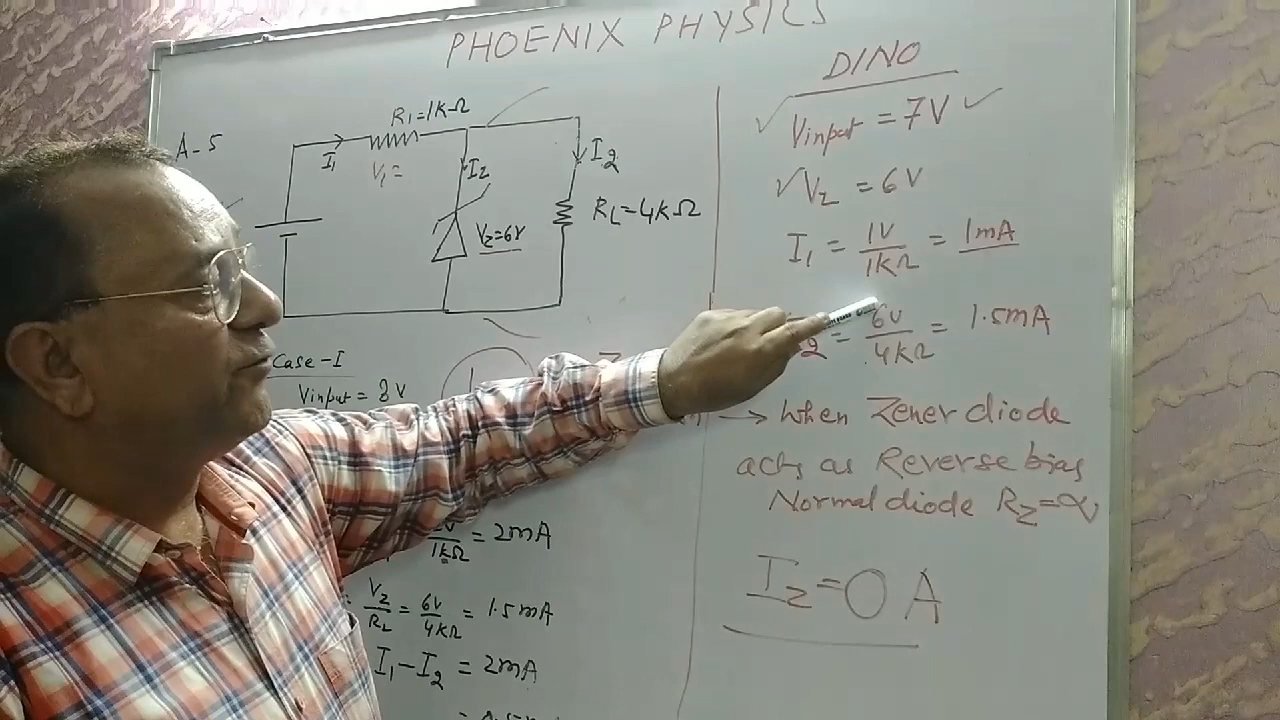 PHOENIX PHYSICS
A-5
R1=1KΩ
I1
V1=
IZ
VZ=6V
I2
RL=4KΩ
Case-I
Vinput = 8V
1KΩ = 2mA
VZ/RL = 6V/4KΩ = 1.5mA
I1-I2 = 2mA
DINO
✓ Vinput = 7V ✓
✓ VZ = 6V
I1 = 1V/1KΩ = 1mA
2 = 6V/4KΩ = 1.5mA
→ When Zener diode
acts as Reverse bias
Normal diode RZ=∝
IZ=0 A